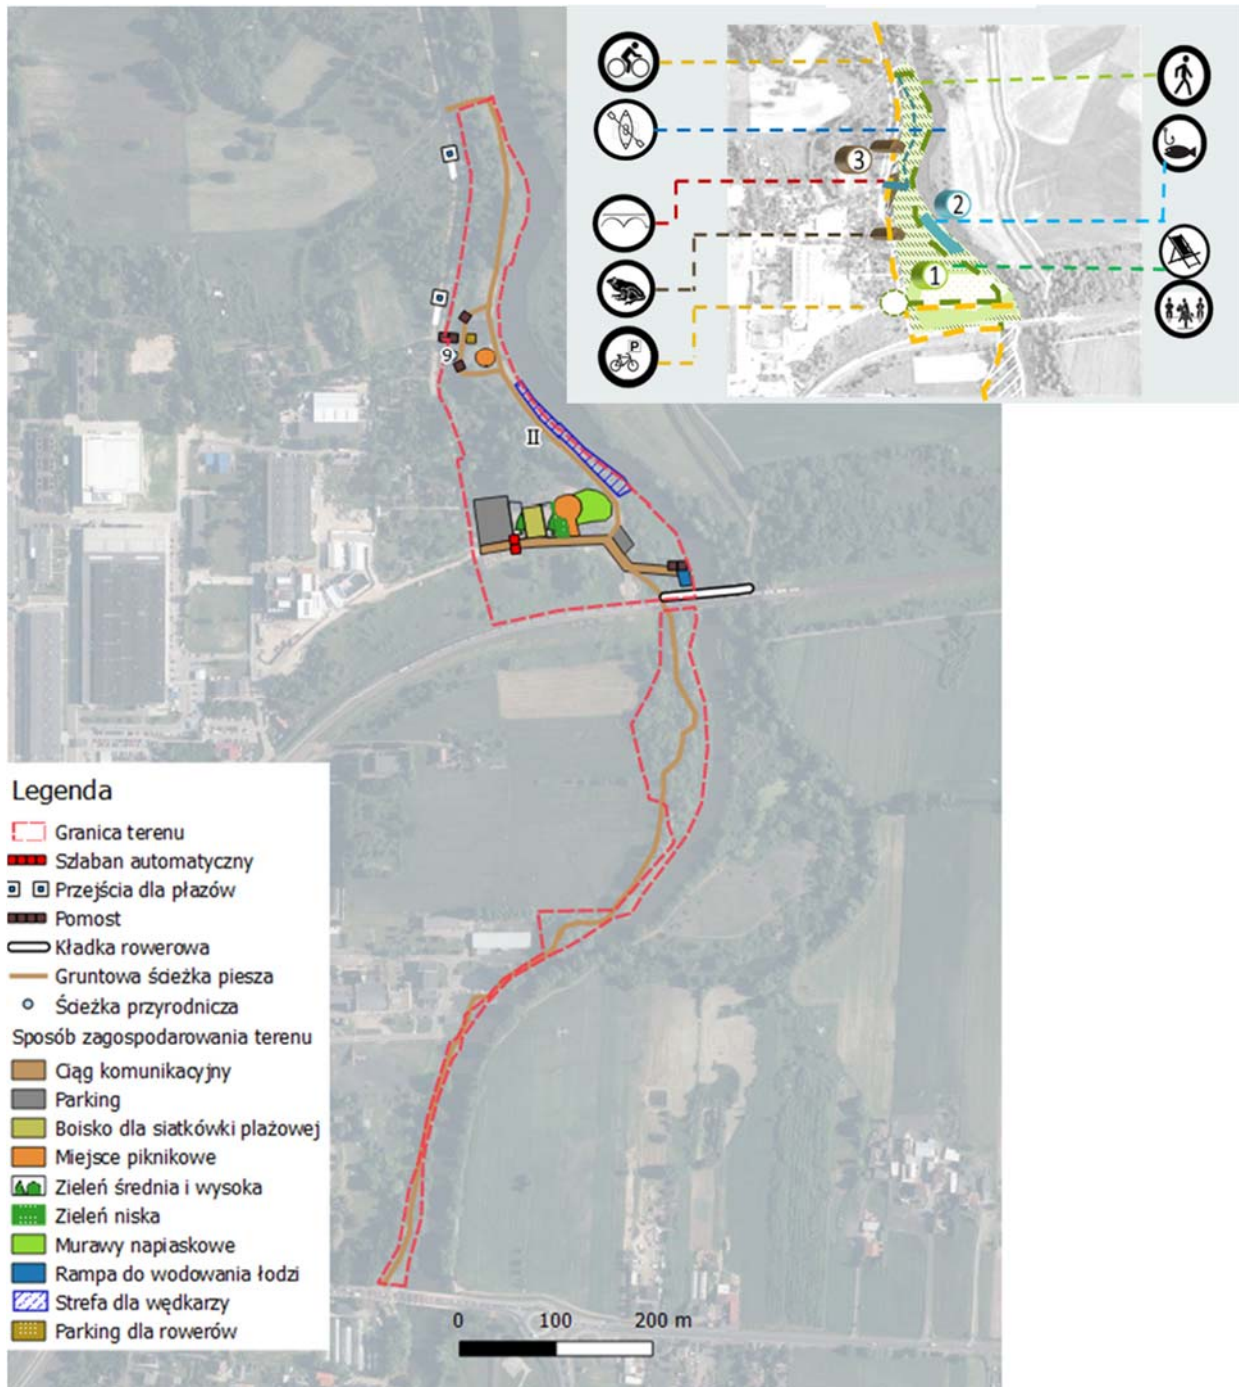 P
3
2
1
9
II
Legenda
Granica terenu
Szlaban automatyczny
Przejścia dla płazów
Pomost
Kładka rowerowa
Gruntowa ścieżka piesza
Ścieżka przyrodnicza
Sposób zagospodarowania terenu
Ciąg komunikacyjny
Parking
Boisko dla siatkówki plażowej
Miejsce piknikowe
Zieleń średnia i wysoka
Zieleń niska
Murawy napiaskowe
Rampa do wodowania łodzi
Strefa dla wędkarzy
Parking dla rowerów
0 100 200 m